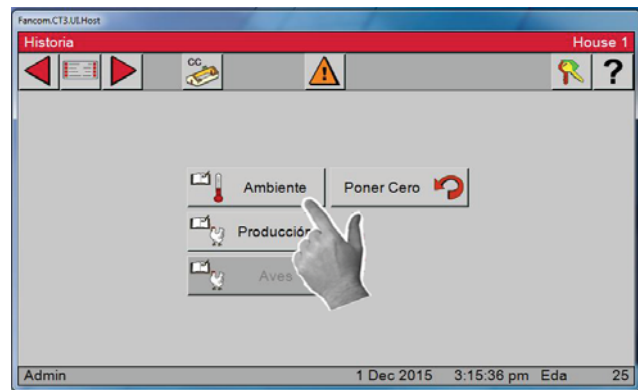 Fancom.CT3.UI.Host
Historia House 1
CC
?
Ambiente Poner Cero
Producción
Aves
Admin 1 Dec 2015 3:15:36 pm Eda 25